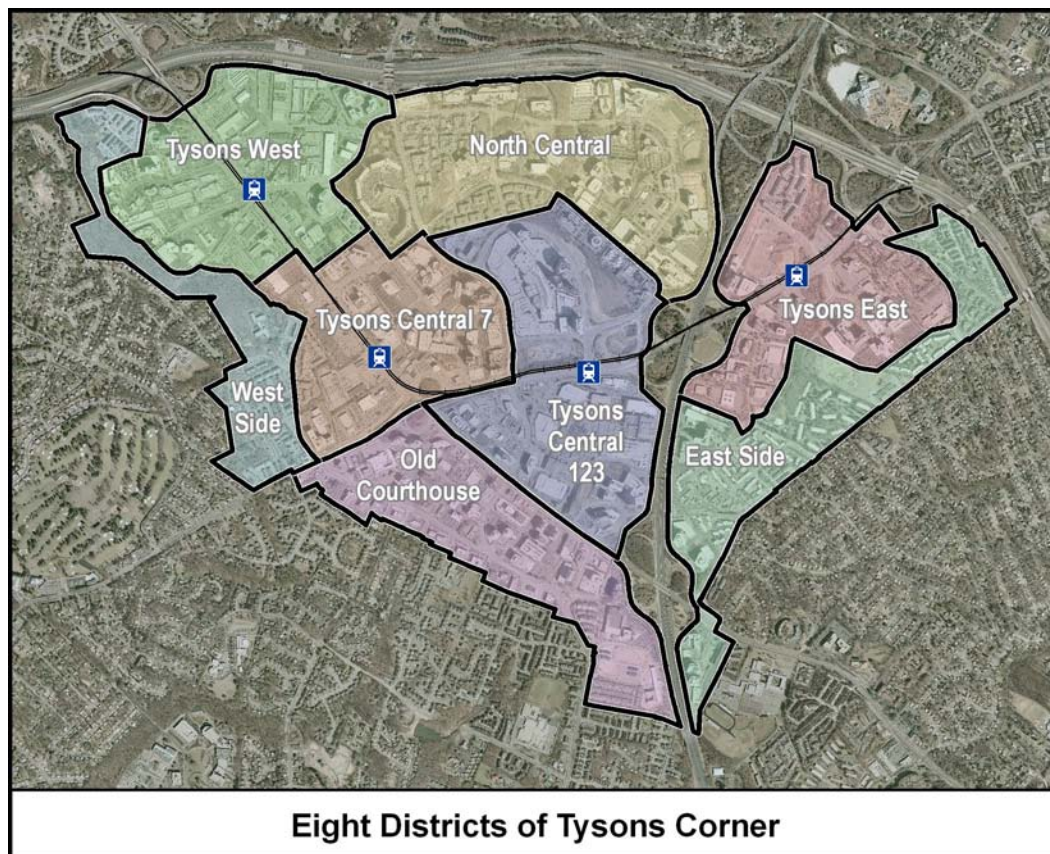 North Central
Tysons West
Tysons Central 7
Tysons East
West
Side
Tysons
Central
123
Old
Courthouse
East Side
Eight Districts of Tysons Corner